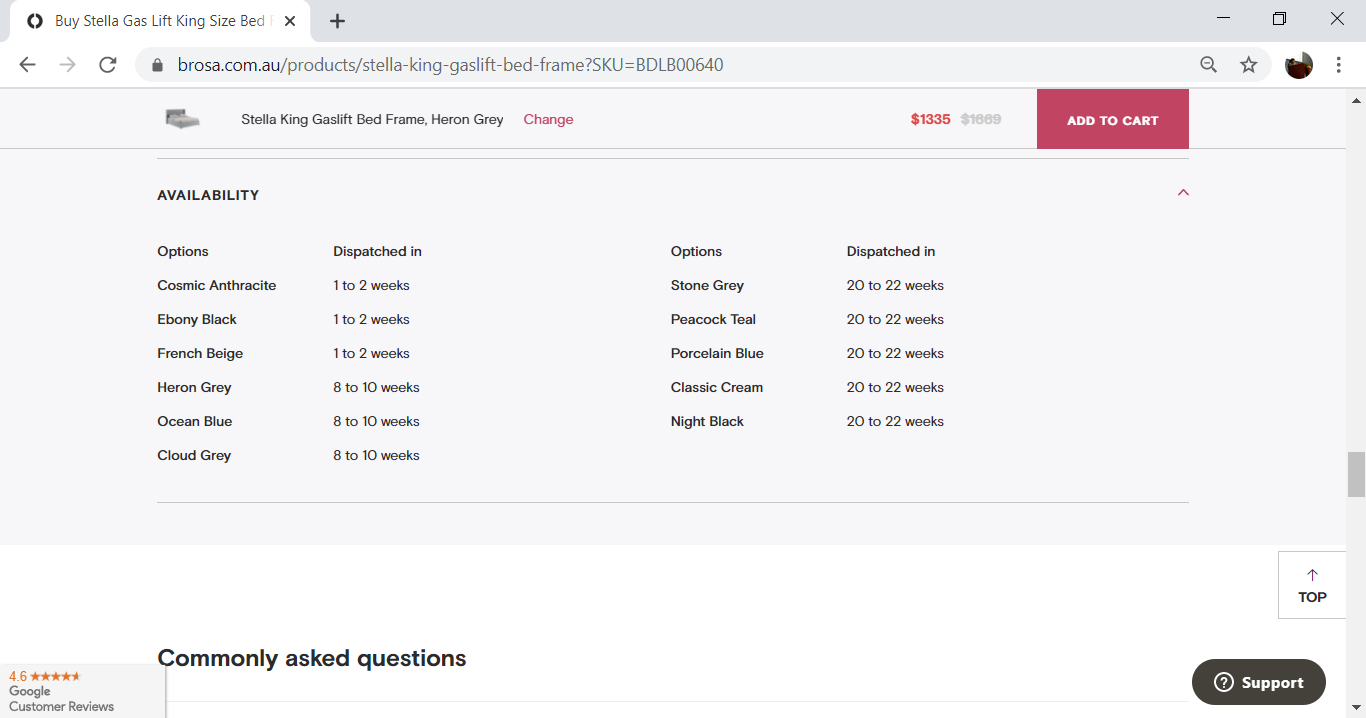 Buy Stella Gas Lift King Size Bed
brosa.com.au/products/stella-king-gaslift-bed-frame?SKU=BDLB00640
Stella King Gaslift Bed Frame, Heron Grey Change $1335 $1669 ADD TO CART
AVAILABILITY
Options Dispatched in Options Dispatched in
Cosmic Anthracite 1 to 2 weeks Stone Grey 20 to 22 weeks
Ebony Black 1 to 2 weeks Peacock Teal 20 to 22 weeks
French Beige 1 to 2 weeks Porcelain Blue 20 to 22 weeks
Heron Grey 8 to 10 weeks Classic Cream 20 to 22 weeks
Ocean Blue 8 to 10 weeks Night Black 20 to 22 weeks
Cloud Grey 8 to 10 weeks
TOP
Commonly asked questions
4.6
Google
Customer Reviews
? Support